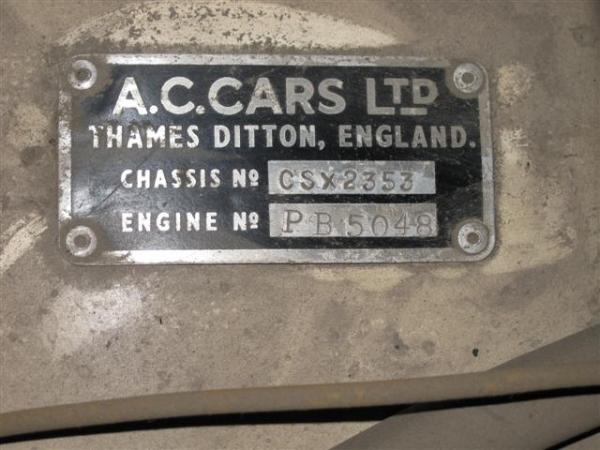 A.C.CARS LTD
THAMES DITTON, ENGLAND.
CHASSIS Nº CSX2353
ENGINE Nº PB5048